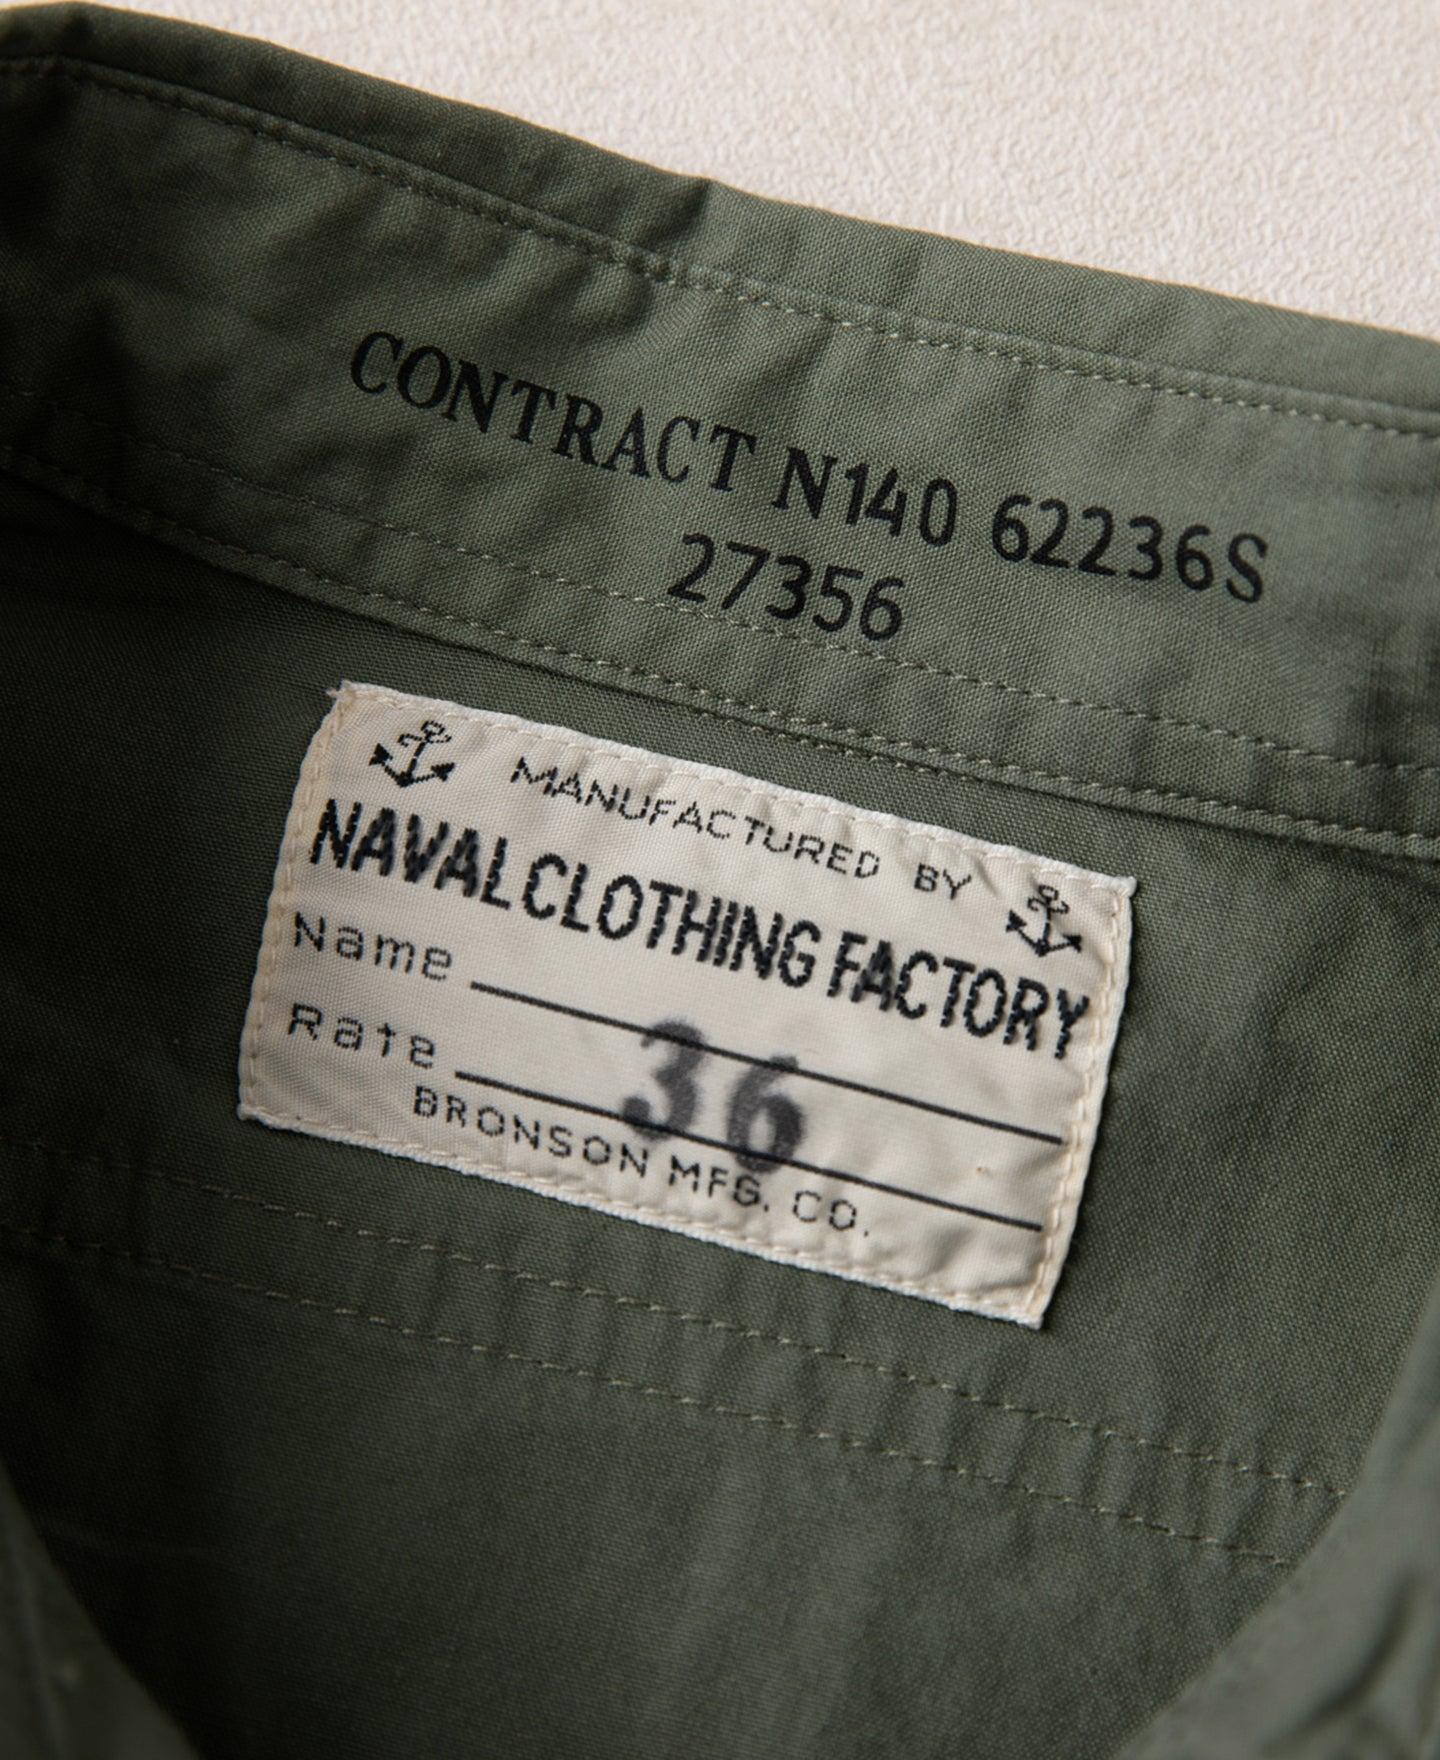 CONTRACT N140 62236S
27356
MANUFACTURED BY
NAVAL CLOTHING FACTORY
Name
Rate
36
BRONSON MFG. CO.